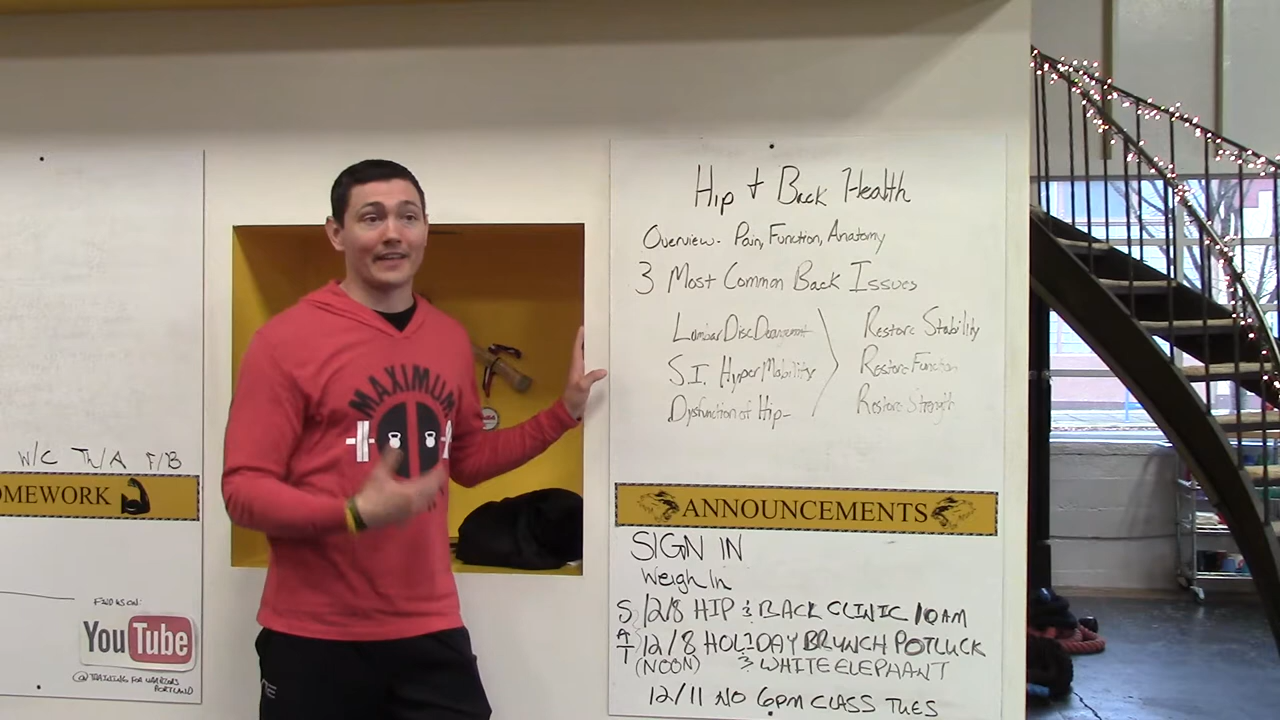 Hip + Back Health
Overview - Pain, Function, Anatomy
3 Most Common Back Issues
Lumbar Disc
Restore Stability
S.I. HyperMobility
Restore Function
Dysfunction of Hip-
Restore Strength
W/C Th/A F/B
OMEWORK
MAXIMUM
ANNOUNCEMENTS
SIGN IN
Weigh In
SAT
12/8 HIP & BACK CLINIC 10AM
12/8 HOLIDAY BRUNCH POTLUCK
(NOON) & WHITE ELEPHANT
12/11 NO 6PM CLASS TUES
FIND US ON:
YouTube
@TRAINING FOR WARRIORS
PORTLAND